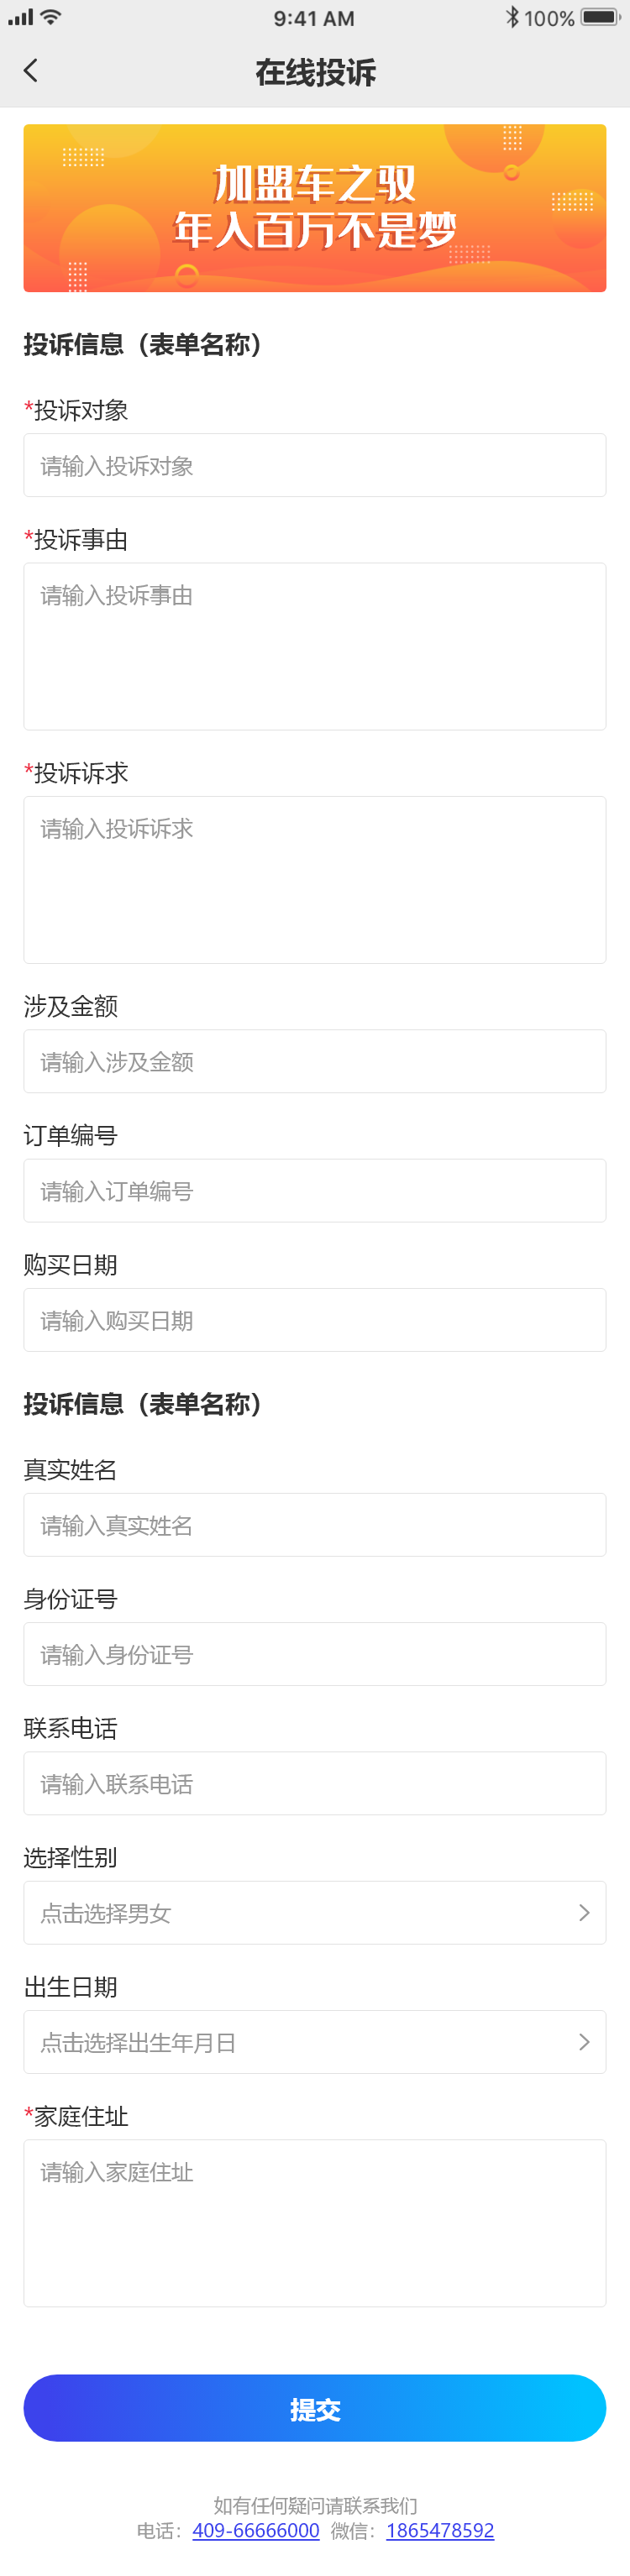 9:41 AM
100%
在线投诉
加盟车之驭
年入百万不是梦
投诉信息（表单名称）
*投诉对象
请输入投诉对象
*投诉事由
请输入投诉事由
*投诉诉求
请输入投诉诉求
涉及金额
请输入涉及金额
订单编号
请输入订单编号
购买日期
请输入购买日期
投诉信息（表单名称）
真实姓名
请输入真实姓名
身份证号
请输入身份证号
联系电话
请输入联系电话
选择性别
点击选择男女
出生日期
点击选择出生年月日
*家庭住址
请输入家庭住址
提交
如有任何疑问请联系我们
电话：409-66666000 微信：1865478592